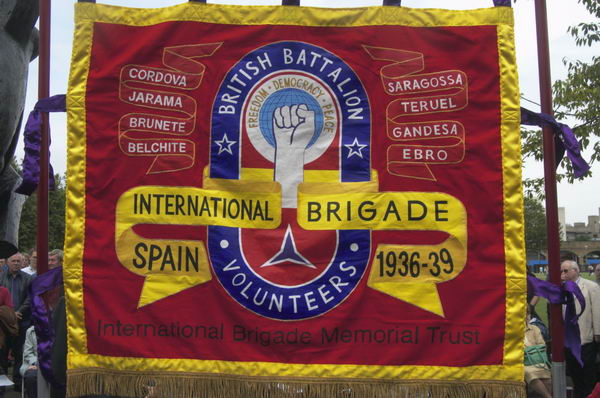 CORDOVA
JARAMA
BRUNETE
BELCHITE
BRITISH BATTALION
FREEDOM · DEMOCRACY · PEACE
SARAGOSSA
TERUEL
GANDESA
EBRO
INTERNATIONAL BRIGADE
SPAIN 1936-39
VOLUNTEERS
International Brigade Memorial Trust